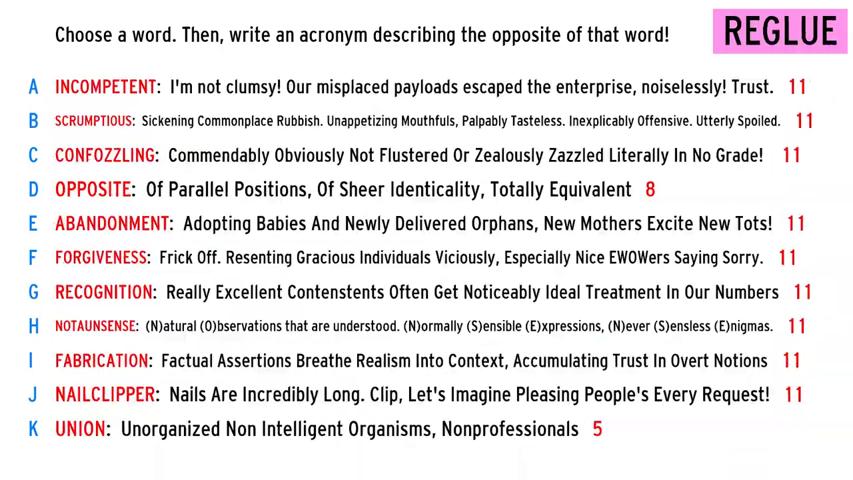 Choose a word. Then, write an acronym describing the opposite of that word!
REGLUE
A INCOMPETENT: I'm not clumsy! Our misplaced payloads escaped the enterprise, noiselessly! Trust. 11
B SCRUMPTIOUS: Sickening Commonplace Rubbish. Unappetizing Mouthfuls, Palpably Tasteless. Inexplicably Offensive. Utterly Spoiled. 11
C CONFOZZLING: Commendably Obviously Not Flustered Or Zealously Zazzled Literally In No Grade! 11
D OPPOSITE: Of Parallel Positions, Of Sheer Identicality, Totally Equivalent 8
E ABANDONMENT: Adopting Babies And Newly Delivered Orphans, New Mothers Excite New Tots! 11
F FORGIVENESS: Frick Off. Resenting Gracious Individuals Viciously, Especially Nice EWOWers Saying Sorry. 11
G RECOGNITION: Really Excellent Contenstents Often Get Noticeably Ideal Treatment In Our Numbers 11
H NOTAUNSENSE: (N)atural (O)bservations that are understood. (N)ormally (S)ensible (E)xpressions, (N)ever (S)ensless (E)nigmas. 11
I FABRICATION: Factual Assertions Breathe Realism Into Context, Accumulating Trust In Overt Notions 11
J NAILCLIPPER: Nails Are Incredibly Long. Clip, Let's Imagine Pleasing People's Every Request! 11
K UNION: Unorganized Non Intelligent Organisms, Nonprofessionals 5